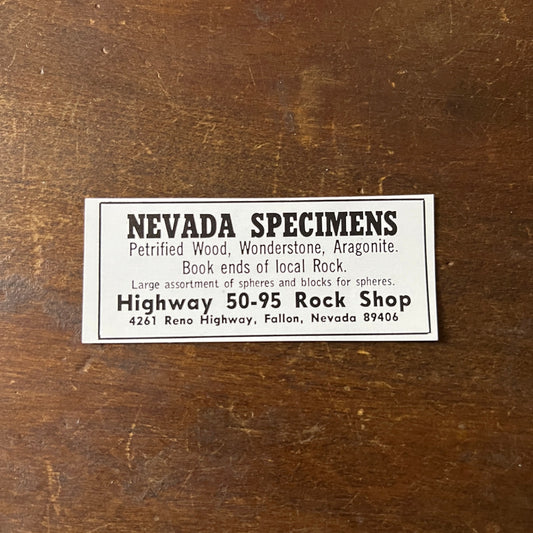 NEVADA SPECIMENS
Petrified Wood, Wonderstone, Aragonite.
Book ends of local Rock.
Large assortment of spheres and blocks for spheres.
Highway 50-95 Rock Shop
4261 Reno Highway, Fallon, Nevada 89406